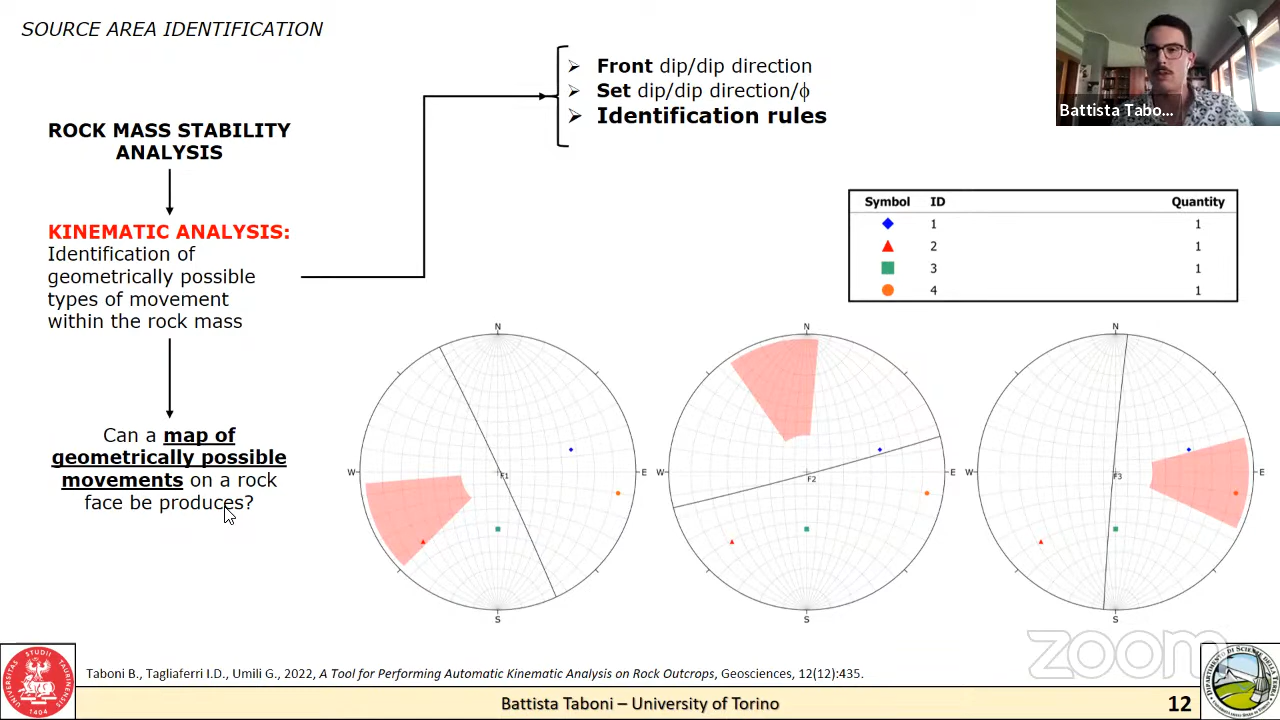 SOURCE AREA IDENTIFICATION
ROCK MASS STABILITY
ANALYSIS
KINEMATIC ANALYSIS:
Identification of
geometrically possible
types of movement
within the rock mass
Can a map of
geometrically possible
movements on a rock
face be produces?
Front dip/dip direction
Set dip/dip direction/ϕ
Identification rules
Battista Tabo...
Symbol ID Quantity
1 1
2 1
3 1
4 1
N
W E
S
F1
N
W E
S
F2
N
W E
S
F3
zoom
Taboni B., Tagliaferri I.D., Umili G., 2022, A Tool for Performing Automatic Kinematic Analysis on Rock Outcrops, Geosciences, 12(12):435.
Battista Taboni – University of Torino
12
1404